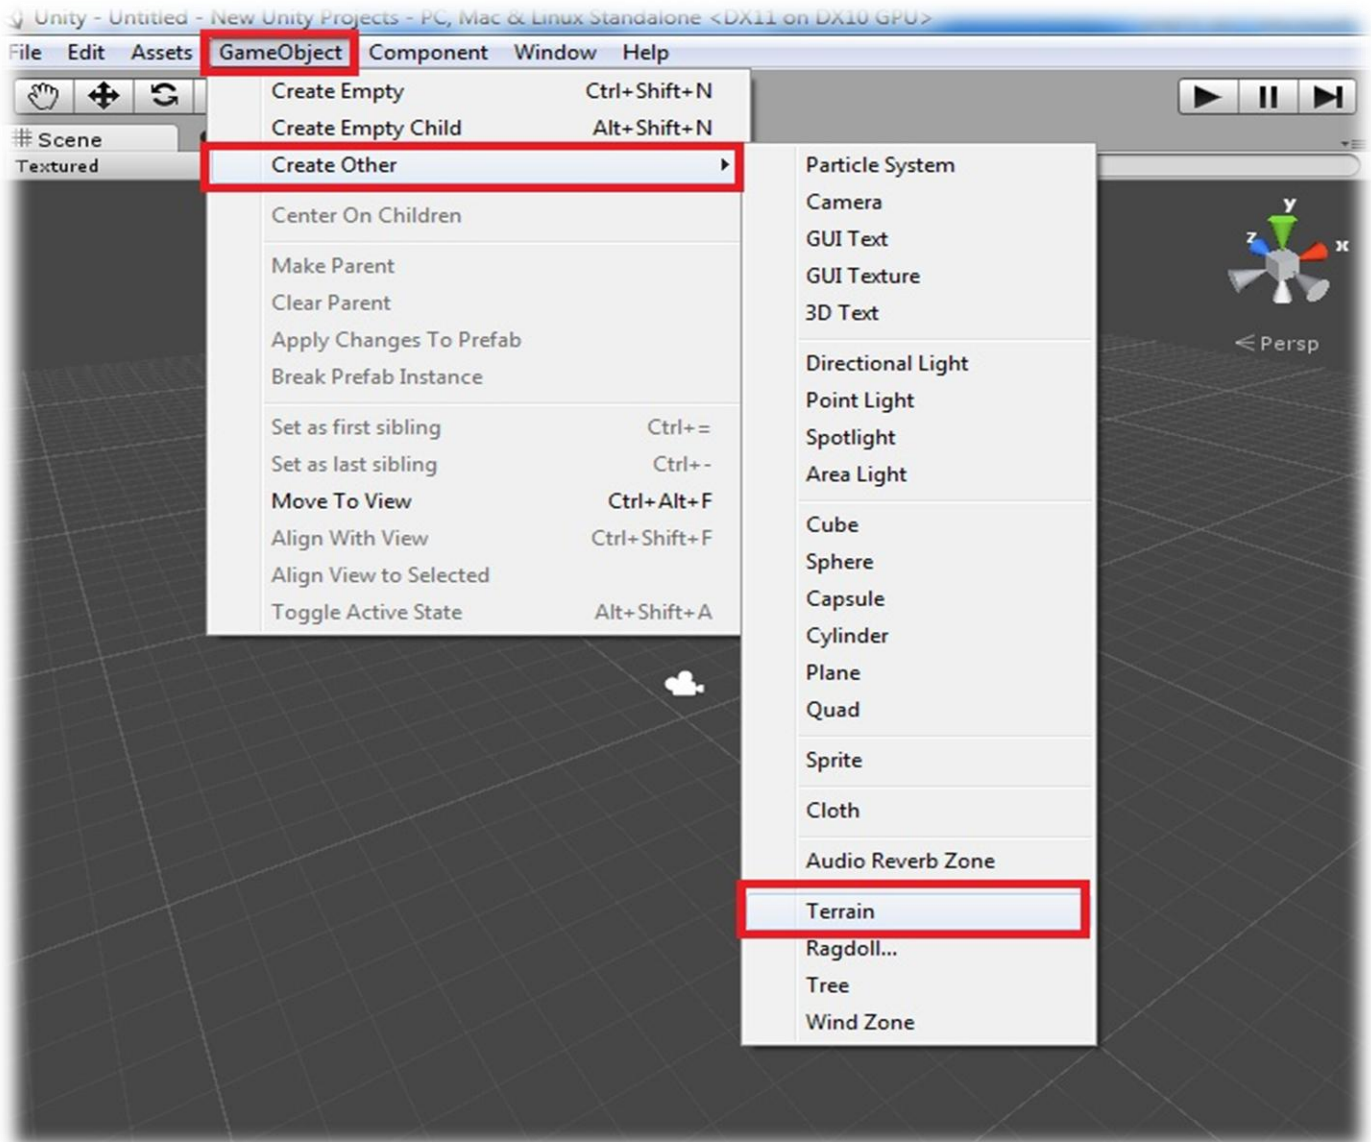 Unity - Untitled - New Unity Projects - PC, Mac & Linux Standalone <DX11 on DX10 GPU>
File Edit Assets GameObject Component Window Help
Create Empty Ctrl+Shift+N
Create Empty Child Alt+Shift+N
# Scene
Create Other
Textured
Center On Children
Make Parent
Clear Parent
Apply Changes To Prefab
Break Prefab Instance
Set as first sibling Ctrl+=
Set as last sibling Ctrl+-
Move To View Ctrl+Alt+F
Align With View Ctrl+Shift+F
Align View to Selected
Toggle Active State Alt+Shift+A
Particle System
Camera
GUI Text
GUI Texture
3D Text
Directional Light
Point Light
Spotlight
Area Light
Cube
Sphere
Capsule
Cylinder
Plane
Quad
Sprite
Cloth
Audio Reverb Zone
Terrain
Ragdoll...
Tree
Wind Zone
y
z
x
Persp